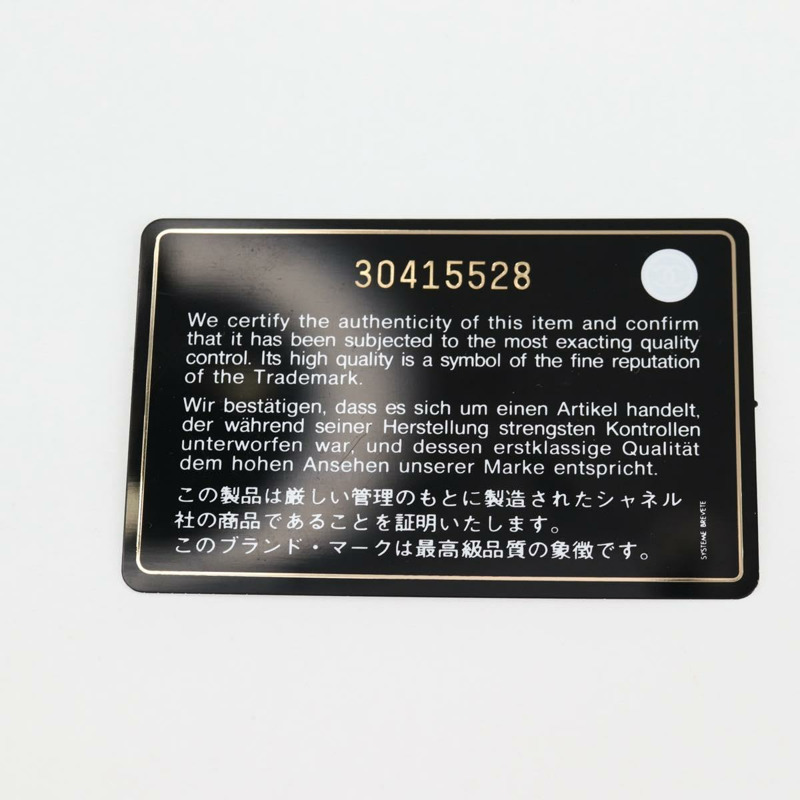 30415528
We certify the authenticity of this item and confirm
that it has been subjected to the most exacting quality
control. Its high quality is a symbol of the fine reputation
of the Trademark.
Wir bestätigen, dass es sich um einen Artikel handelt,
der während seiner Herstellung strengsten Kontrollen
unterworfen war, und dessen erstklassige Qualität
dem hohen Ansehen unserer Marke entspricht.
この製品は厳しい管理のもとに製造されたシャネル
社の商品であることを証明いたします。
このブランド・マークは最高級品質の象徴です。
SYSTEME BREVETE